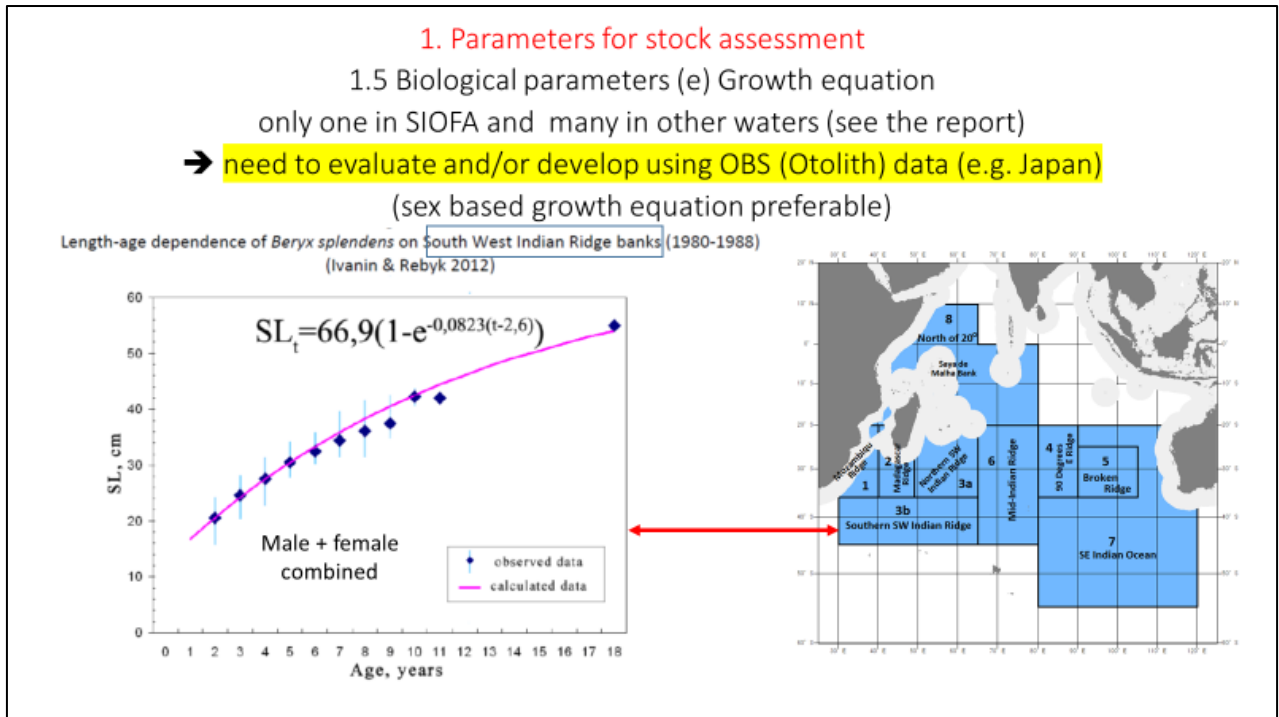 1. Parameters for stock assessment
1.5 Biological parameters (e) Growth equation
only one in SIOFA and many in other waters (see the report)
➔ need to evaluate and/or develop using OBS (Otolith) data (e.g. Japan)
(sex based growth equation preferable)
Length-age dependence of Beryx splendens on South West Indian Ridge banks (1980-1988)
(Ivanin & Rebyk 2012)
SLt=66,9(1-e-0,0823(t-2,6))
SL, cm
60
50
40
30
20
10
0
Male + female
combined
observed data
calculated data
0 1 2 3 4 5 6 7 8 9 10 11 12 13 14 15 16 17 18
Age, years
8
North of 20°
Saya de
Malha Bank
Mozambiqu
Ridge
1
2
Madagascar
Ridge
Northern SW
Indian Ridge
3a
6
Mid-Indian Ridge
4
90 Degrees
E Ridge
5
Broken
Ridge
3b
Southern SW Indian Ridge
7
SE Indian Ocean